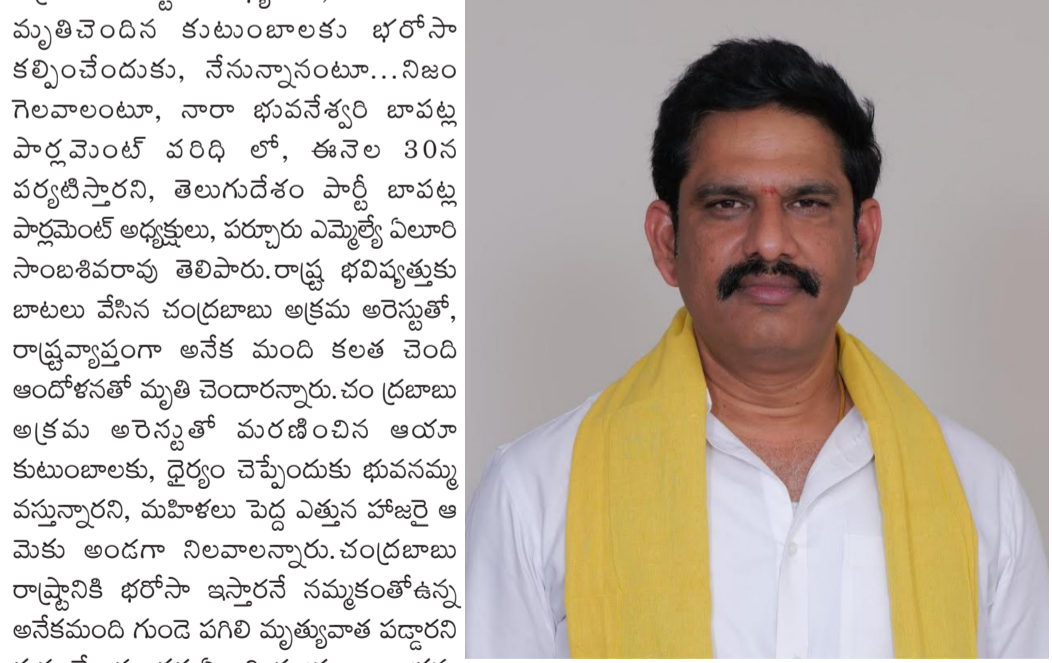 మృతిచెందిన కుటుంబాలకు భరోసా
కల్పించేందుకు, నేనున్నానంటూ...నిజం
గెలవాలంటూ, నారా భువనేశ్వరి బాపట్ల
పార్లమెంట్ పరిధి లో, ఈనెల 30న
పర్యటిస్తారని, తెలుగుదేశం పార్టీ బాపట్ల
పార్లమెంట్ అధ్యక్షులు, పర్చూరు ఎమ్మెల్యే ఏలూరి
సాంబశివరావు తెలిపారు.రాష్ట్ర భవిష్యత్తుకు
బాటలు వేసిన చంద్రబాబు అక్రమ అరెస్టుతో,
రాష్ట్రవ్యాప్తంగా అనేక మంది కలత చెంది
ఆందోళనతో మృతి చెందారన్నారు.చం ద్రబాబు
అక్రమ అరెస్టుతో మరణించిన ఆయా
కుటుంబాలకు, ధైర్యం చెప్పేందుకు భువనమ్మ
వస్తున్నారని, మహిళలు పెద్ద ఎత్తున హాజరై ఆ
మెకు అండగా నిలవాలన్నారు.చంద్రబాబు
రాష్ట్రానికి భరోసా ఇస్తారనే నమ్మకంతోఉన్న
అనేకమంది గుండె పగిలి మృత్యువాత పడ్డారని